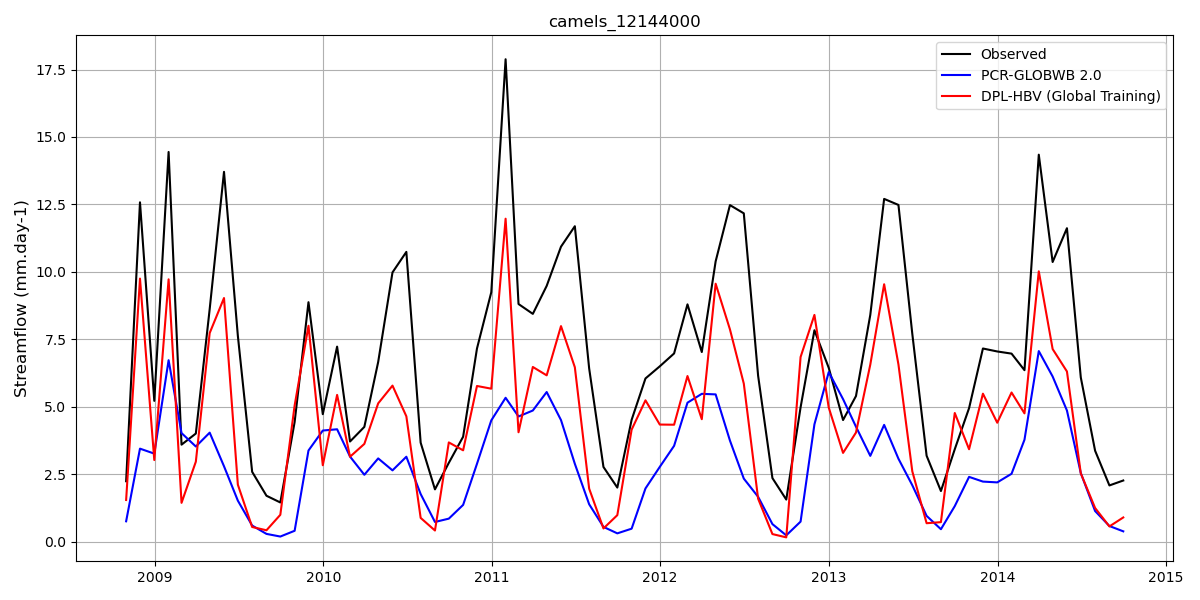 camels_12144000
Observed
PCR-GLOBWB 2.0
DPL-HBV (Global Training)
Streamflow (mm.day-1)
17.5
15.0
12.5
10.0
7.5
5.0
2.5
0.0
2009 2010 2011 2012 2013 2014 2015